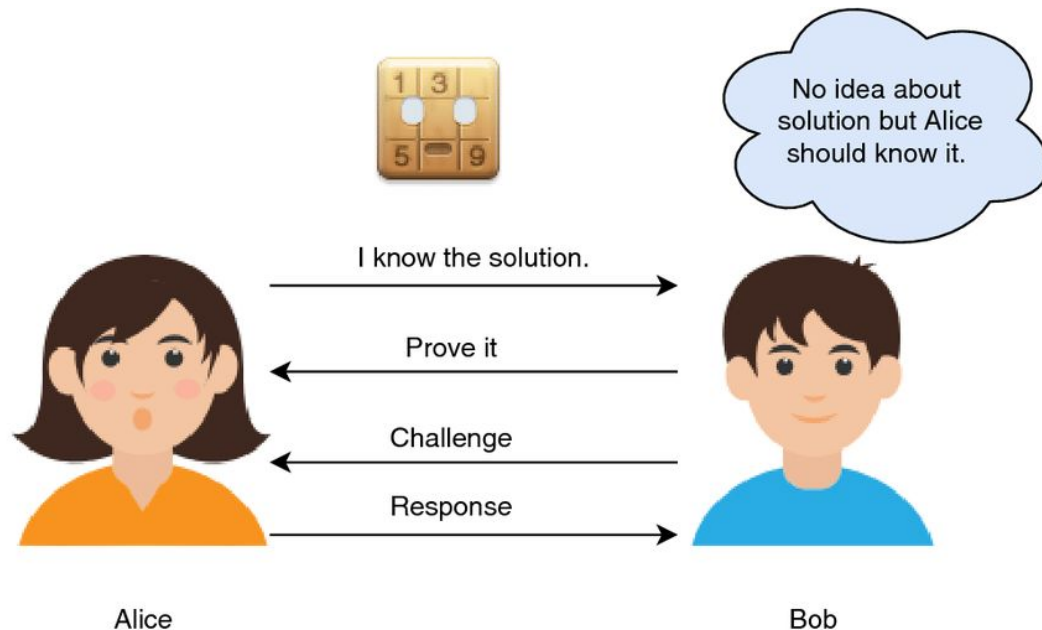 1 3
5 9
No idea about
solution but Alice
should know it.
I know the solution.
Prove it
Challenge
Response
Alice
Bob